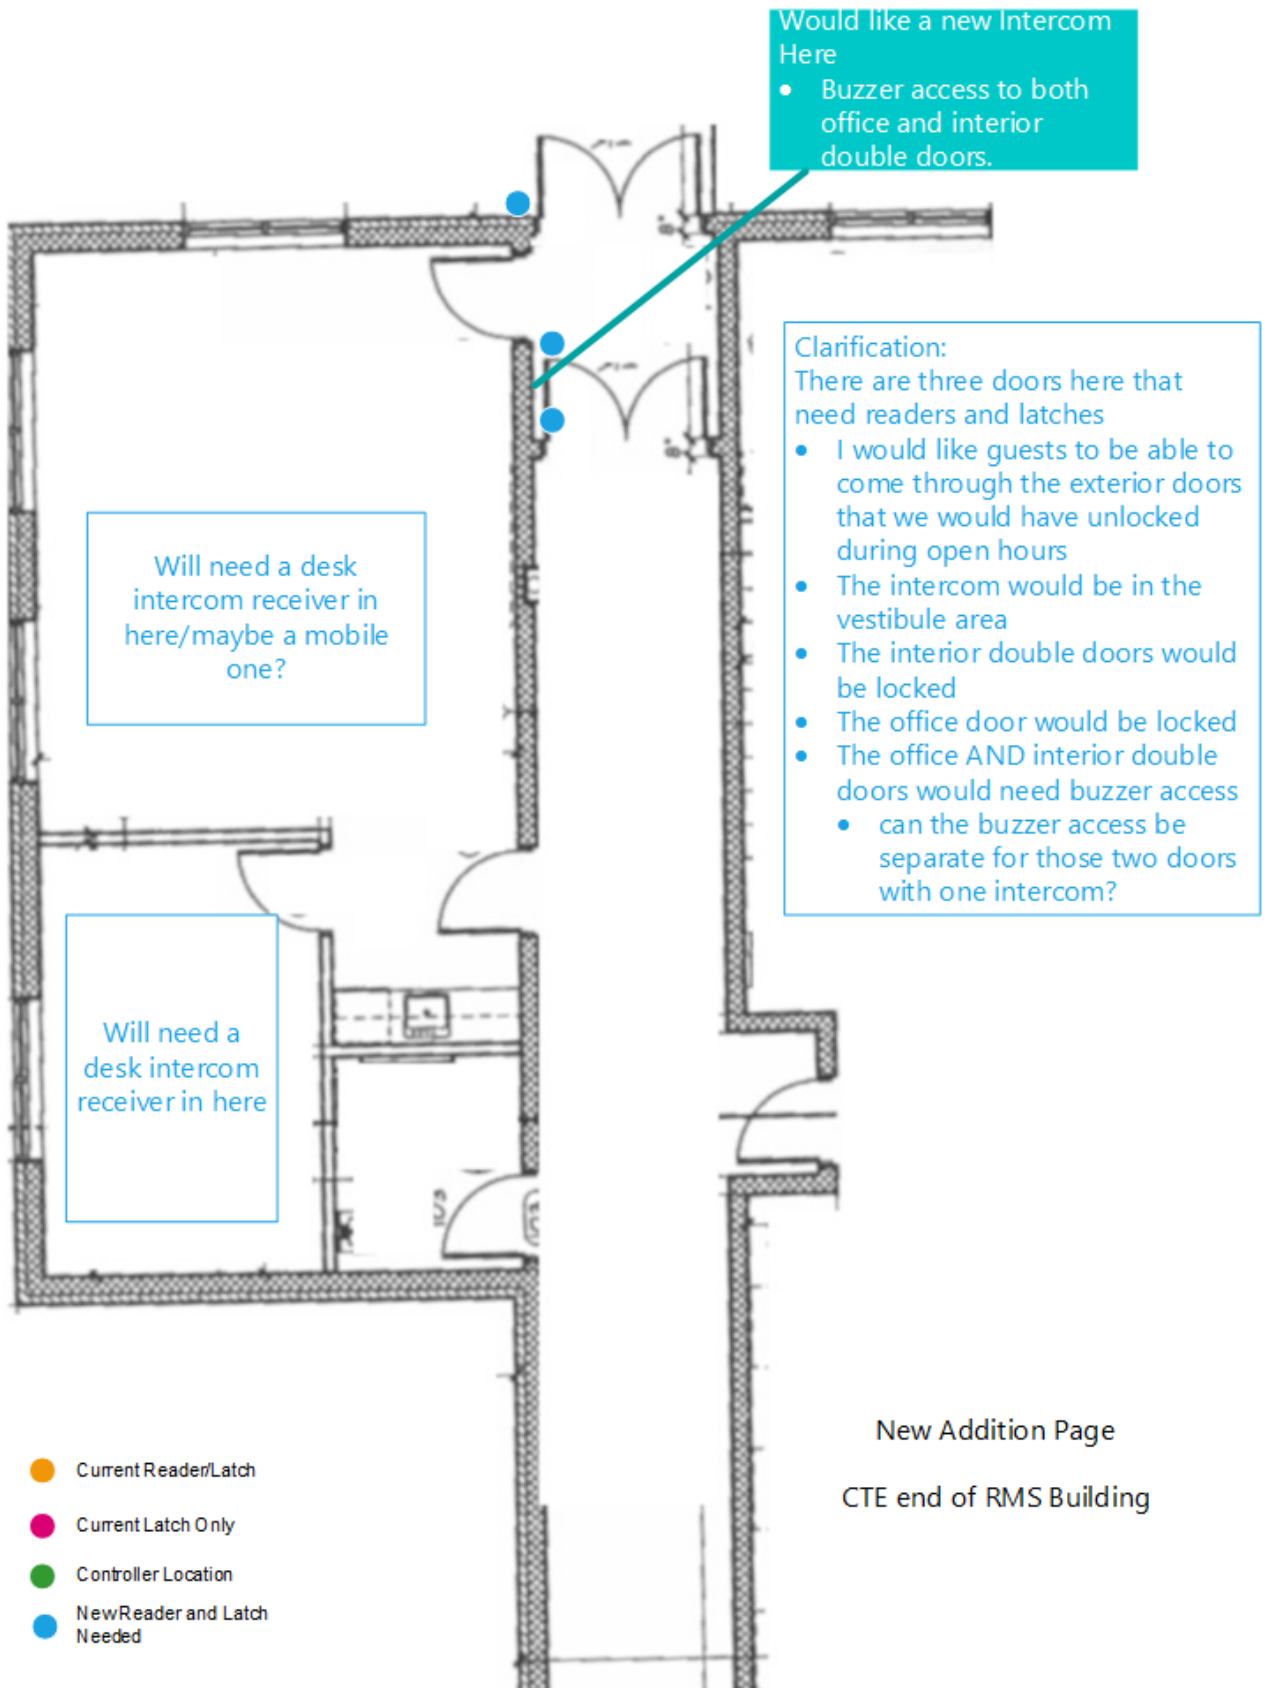 Would like a new Intercom
Here
• Buzzer access to both
office and interior
double doors.
8"
Clarification:
There are three doors here that
need readers and latches
• I would like guests to be able to
come through the exterior doors
that we would have unlocked
during open hours
• The intercom would be in the
vestibule area
• The interior double doors would
be locked
• The office door would be locked
• The office AND interior double
doors would need buzzer access
• can the buzzer access be
separate for those two doors
with one intercom?
8"
Will need a desk
intercom receiver in
here/maybe a mobile
one?
Will need a
desk intercom
receiver in here
103
New Addition Page
CTE end of RMS Building
Current Reader/Latch
Current Latch Only
Controller Location
New Reader and Latch
Needed